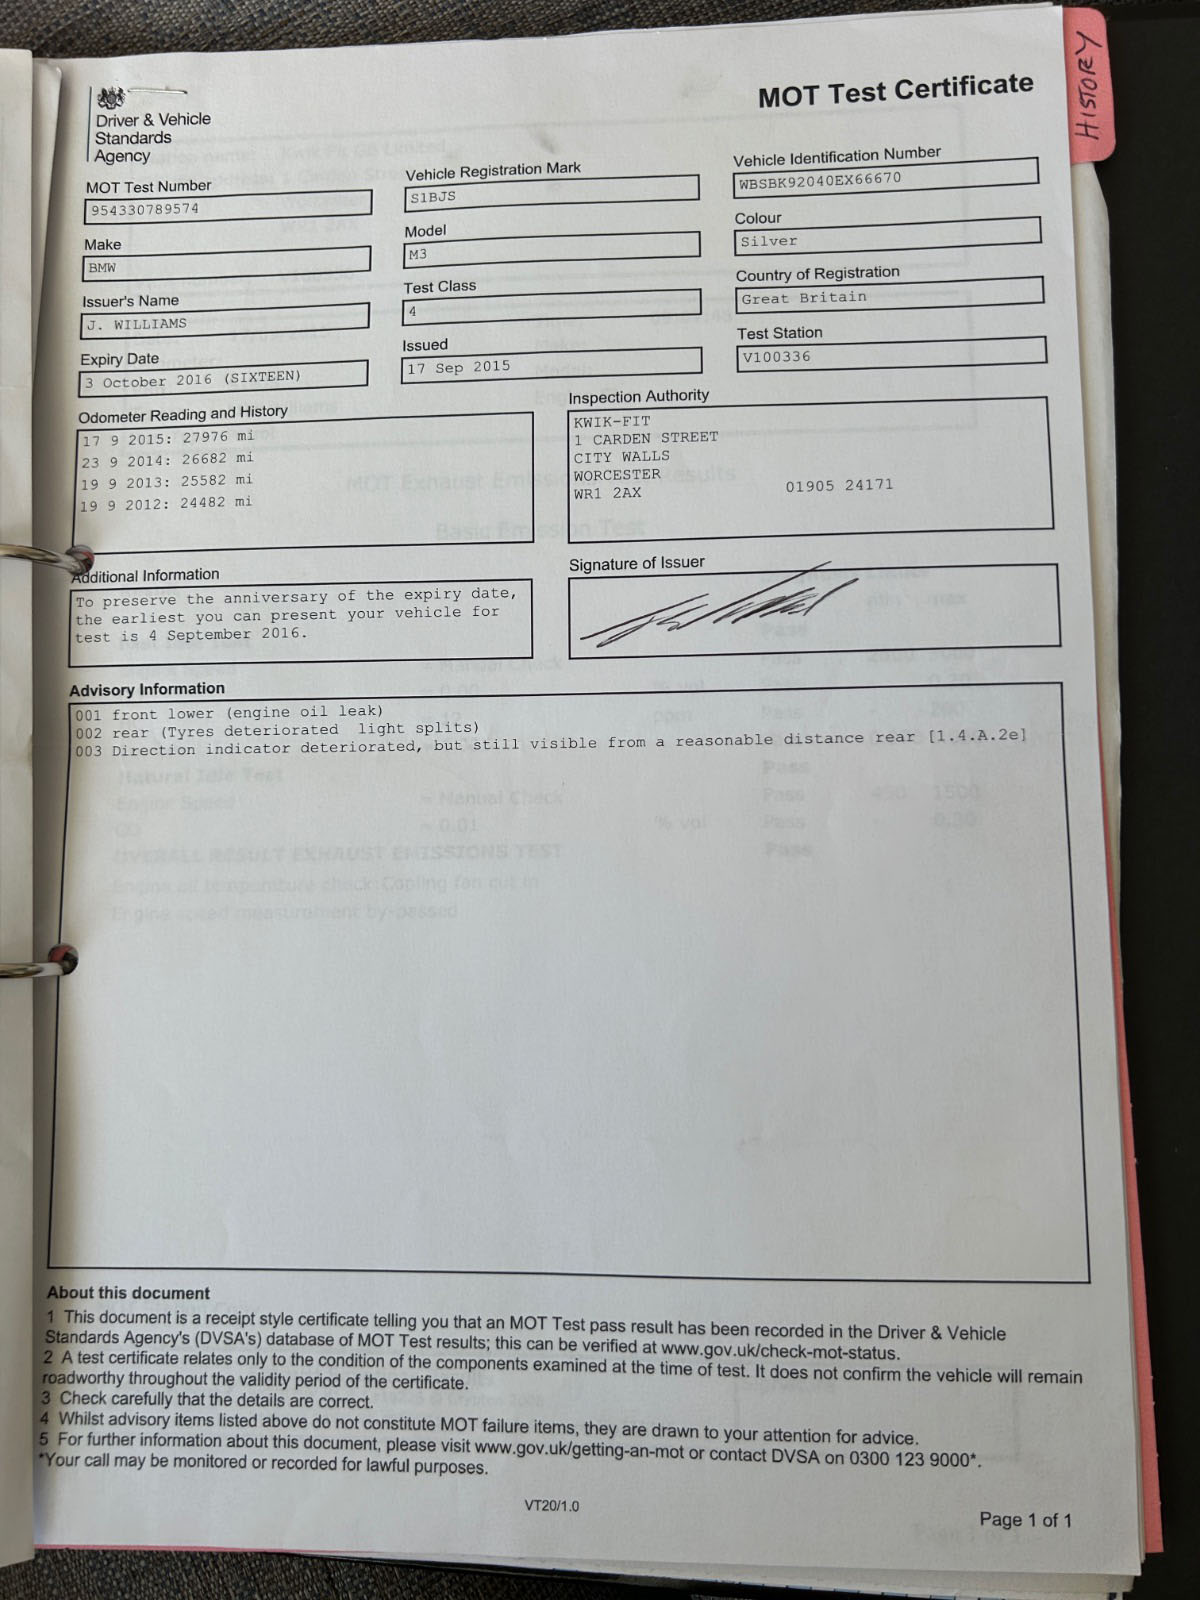 HISTORY
Driver & Vehicle
Standards
Agency
MOT Test Certificate
MOT Test Number
954330789574
Vehicle Registration Mark
S1BJS
Vehicle Identification Number
WBSBK92040EX66670
Make
BMW
Model
M3
Colour
Silver
Issuer's Name
J. WILLIAMS
Test Class
4
Country of Registration
Great Britain
Expiry Date
3 October 2016 (SIXTEEN)
Issued
17 Sep 2015
Test Station
V100336
Odometer Reading and History
17 9 2015: 27976 mi
23 9 2014: 26682 mi
19 9 2013: 25582 mi
19 9 2012: 24482 mi
Inspection Authority
KWIK-FIT
1 CARDEN STREET
CITY WALLS
WORCESTER
WR1 2AX 01905 24171
Additional Information
To preserve the anniversary of the expiry date,
the earliest you can present your vehicle for
test is 4 September 2016.
Signature of Issuer
Advisory Information
001 front lower (engine oil leak)
002 rear (Tyres deteriorated light splits)
003 Direction indicator deteriorated, but still visible from a reasonable distance rear [1.4.A.2e]
About this document
1 This document is a receipt style certificate telling you that an MOT Test pass result has been recorded in the Driver & Vehicle
Standards Agency's (DVSA's) database of MOT Test results; this can be verified at www.gov.uk/check-mot-status.
2 A test certificate relates only to the condition of the components examined at the time of test. It does not confirm the vehicle will remain
roadworthy throughout the validity period of the certificate.
3 Check carefully that the details are correct.
4 Whilst advisory items listed above do not constitute MOT failure items, they are drawn to your attention for advice.
5 For further information about this document, please visit www.gov.uk/getting-an-mot or contact DVSA on 0300 123 9000*.
*Your call may be monitored or recorded for lawful purposes.
VT20/1.0
Page 1 of 1